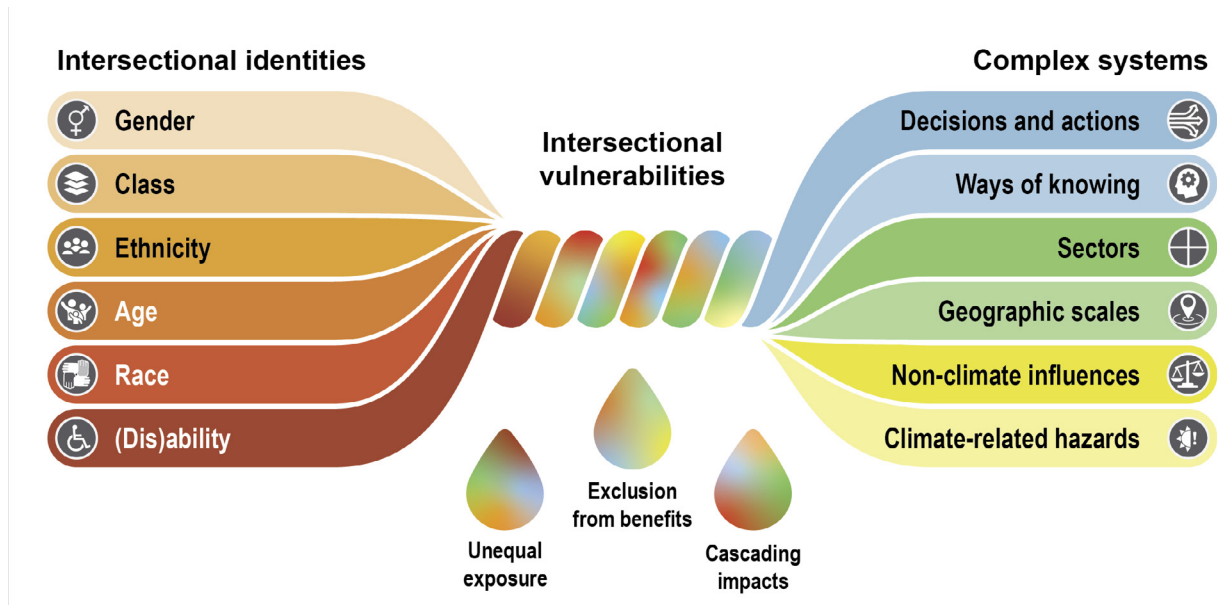 Intersectional identities
Gender
Class
Ethnicity
Age
Race
(Dis)ability
Intersectional
vulnerabilities
Unequal
exposure
Exclusion
from benefits
Cascading
impacts
Complex systems
Decisions and actions
Ways of knowing
Sectors
Geographic scales
Non-climate influences
Climate-related hazards